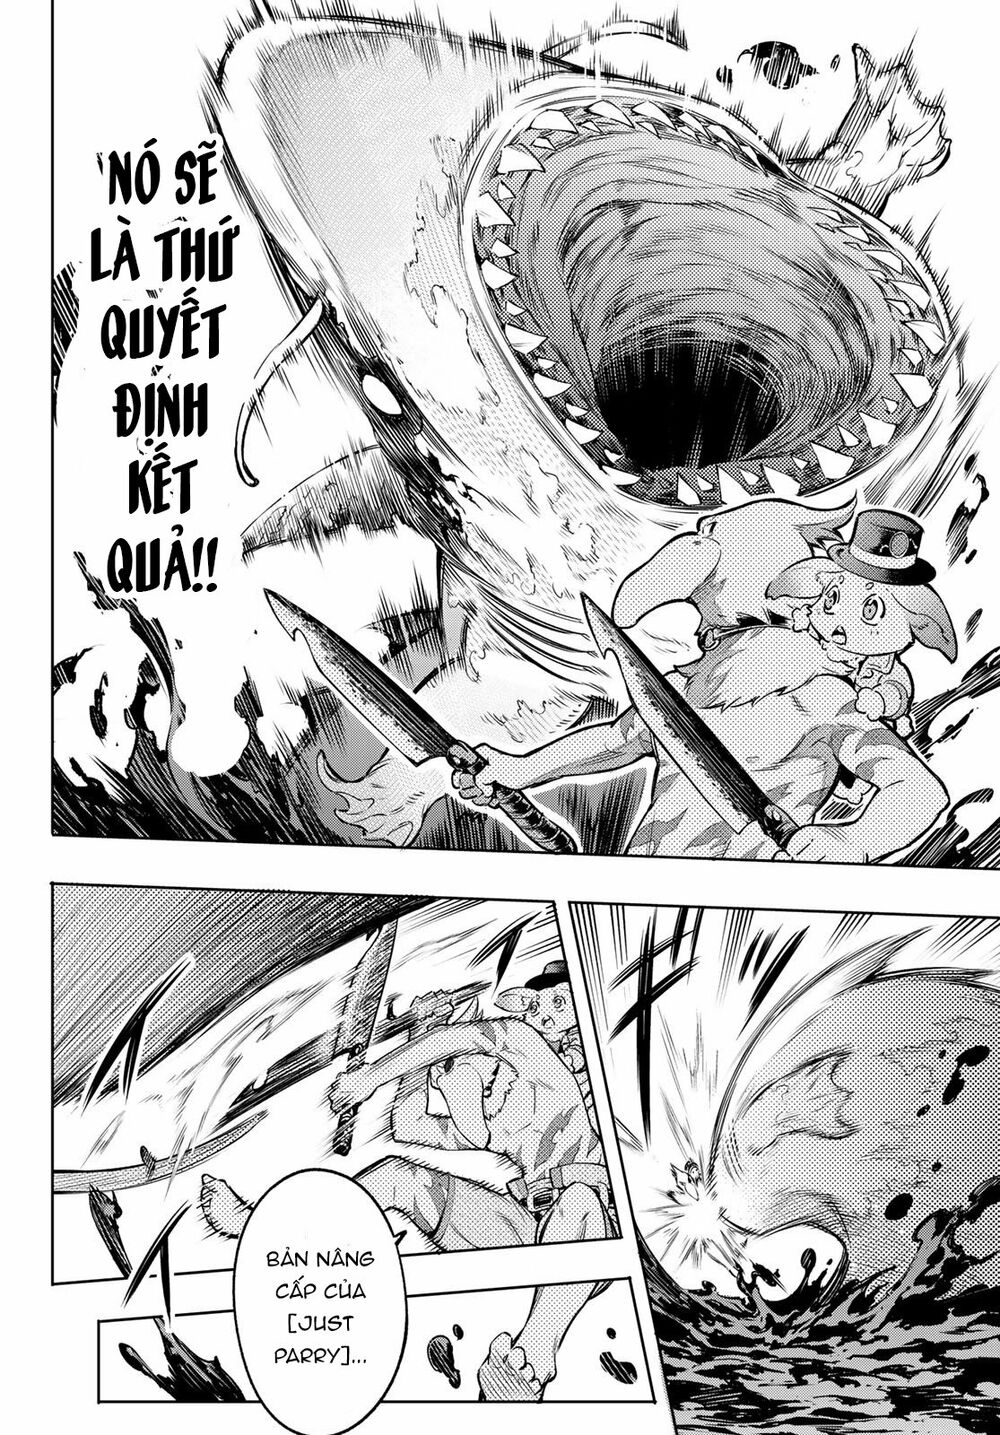 NÓ SẼ
LÀ THỨ
QUYẾT
ĐỊNH
KẾT
QUẢ!!
BẢN NÂNG
CẤP CỦA
[JUST
PARRY]...